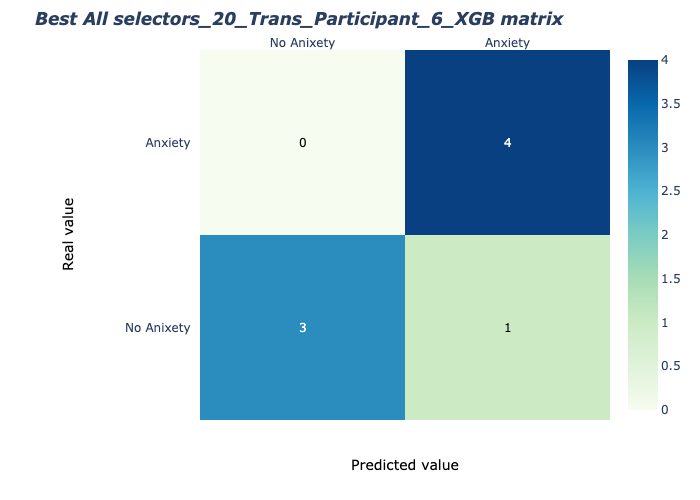 Best All selectors_20_Trans_Participant_6_XGB matrix
No Anixety Anxiety
Anxiety 0 4
No Anixety 3 1
Real value
Predicted value
4
3.5
3
2.5
2
1.5
1
0.5
0